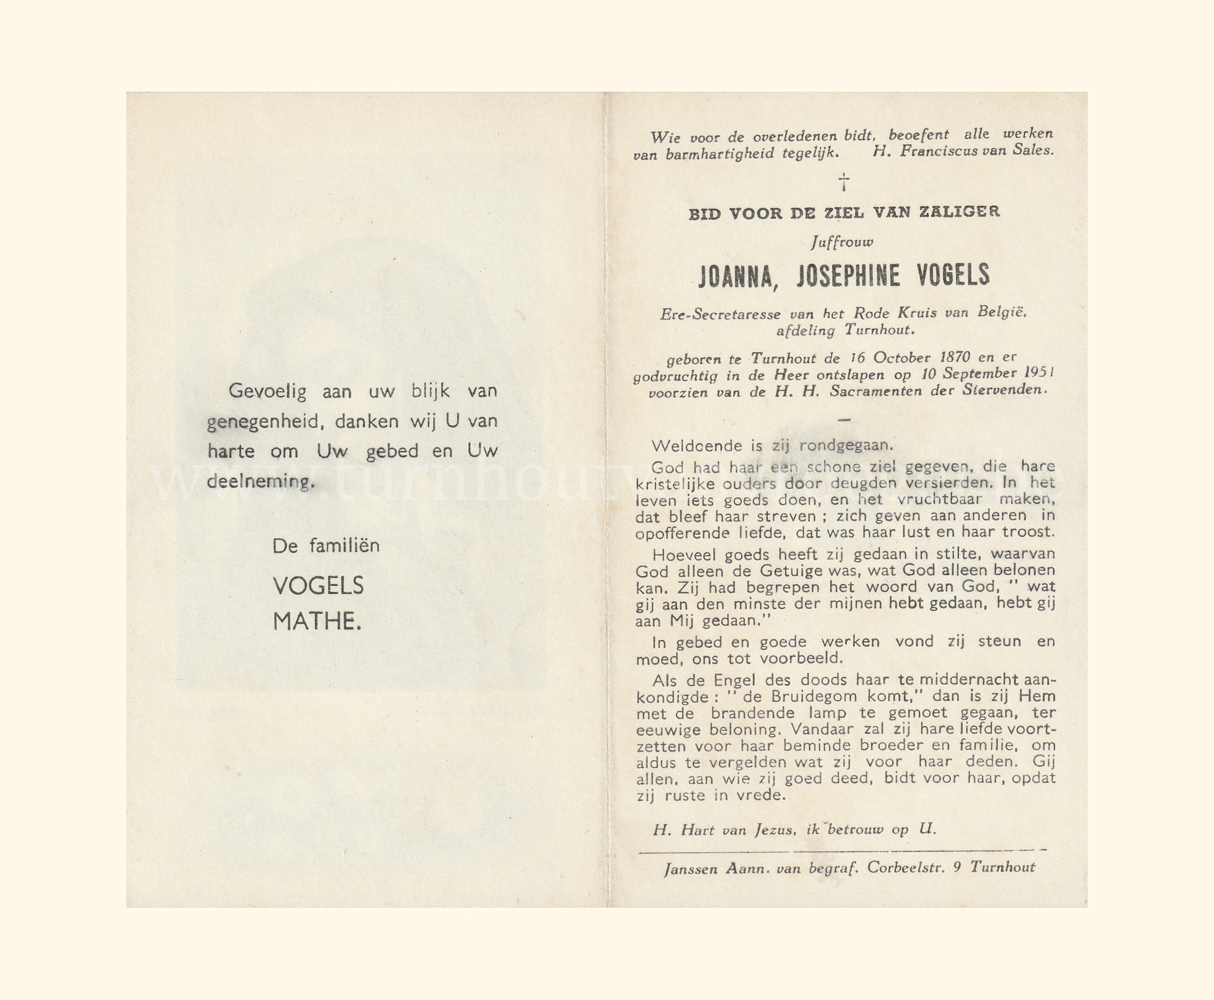 Gevoelig aan uw blijk van
genegenheid, danken wij U van
harte om Uw gebed en Uw
deelneming.
De familiën
VOGELS
MATHE.
Wie voor de overledenen bidt, beoefent alle werken
van barmhartigheid tegelijk. H. Franciscus van Sales.
†
BID VOOR DE ZIEL VAN ZALIGER
Juffrouw
JOANNA, JOSEPHINE VOGELS
Ere-Secretaresse van het Rode Kruis van België,
afdeling Turnhout.
geboren te Turnhout de 16 October 1870 en er
godvruchtig in de Heer ontslapen op 10 September 1951
voorzien van de H. H. Sacramenten der Stervenden.
—
Weldoende is zij rondgegaan.
God had haar een schone ziel gegeven, die hare
kristelijke ouders door deugden versierden. In het
leven iets goeds doen, en het vruchtbaar maken,
dat bleef haar streven ; zich geven aan anderen in
opofferende liefde, dat was haar lust en haar troost.
Hoeveel goeds heeft zij gedaan in stilte, waarvan
God alleen de Getuige was, wat God alleen belonen
kan. Zij had begrepen het woord van God, " wat
gij aan den minste der mijnen hebt gedaan, hebt gij
aan Mij gedaan."
In gebed en goede werken vond zij steun en
moed, ons tot voorbeeld.
Als de Engel des doods haar te middernacht aan-
kondigde : " de Bruidegom komt," dan is zij Hem
met de brandende lamp te gemoet gegaan, ter
eeuwige beloning. Vandaar zal zij hare liefde voort-
zetten voor haar beminde broeder en familie, om
aldus te vergelden wat zij voor haar deden. Gij
allen, aan wie zij goed deed, bidt voor haar, opdat
zij ruste in vrede.
H. Hart van Jezus, ik betrouw op U.
Janssen Aann. van begraf. Corbeelstr. 9 Turnhout